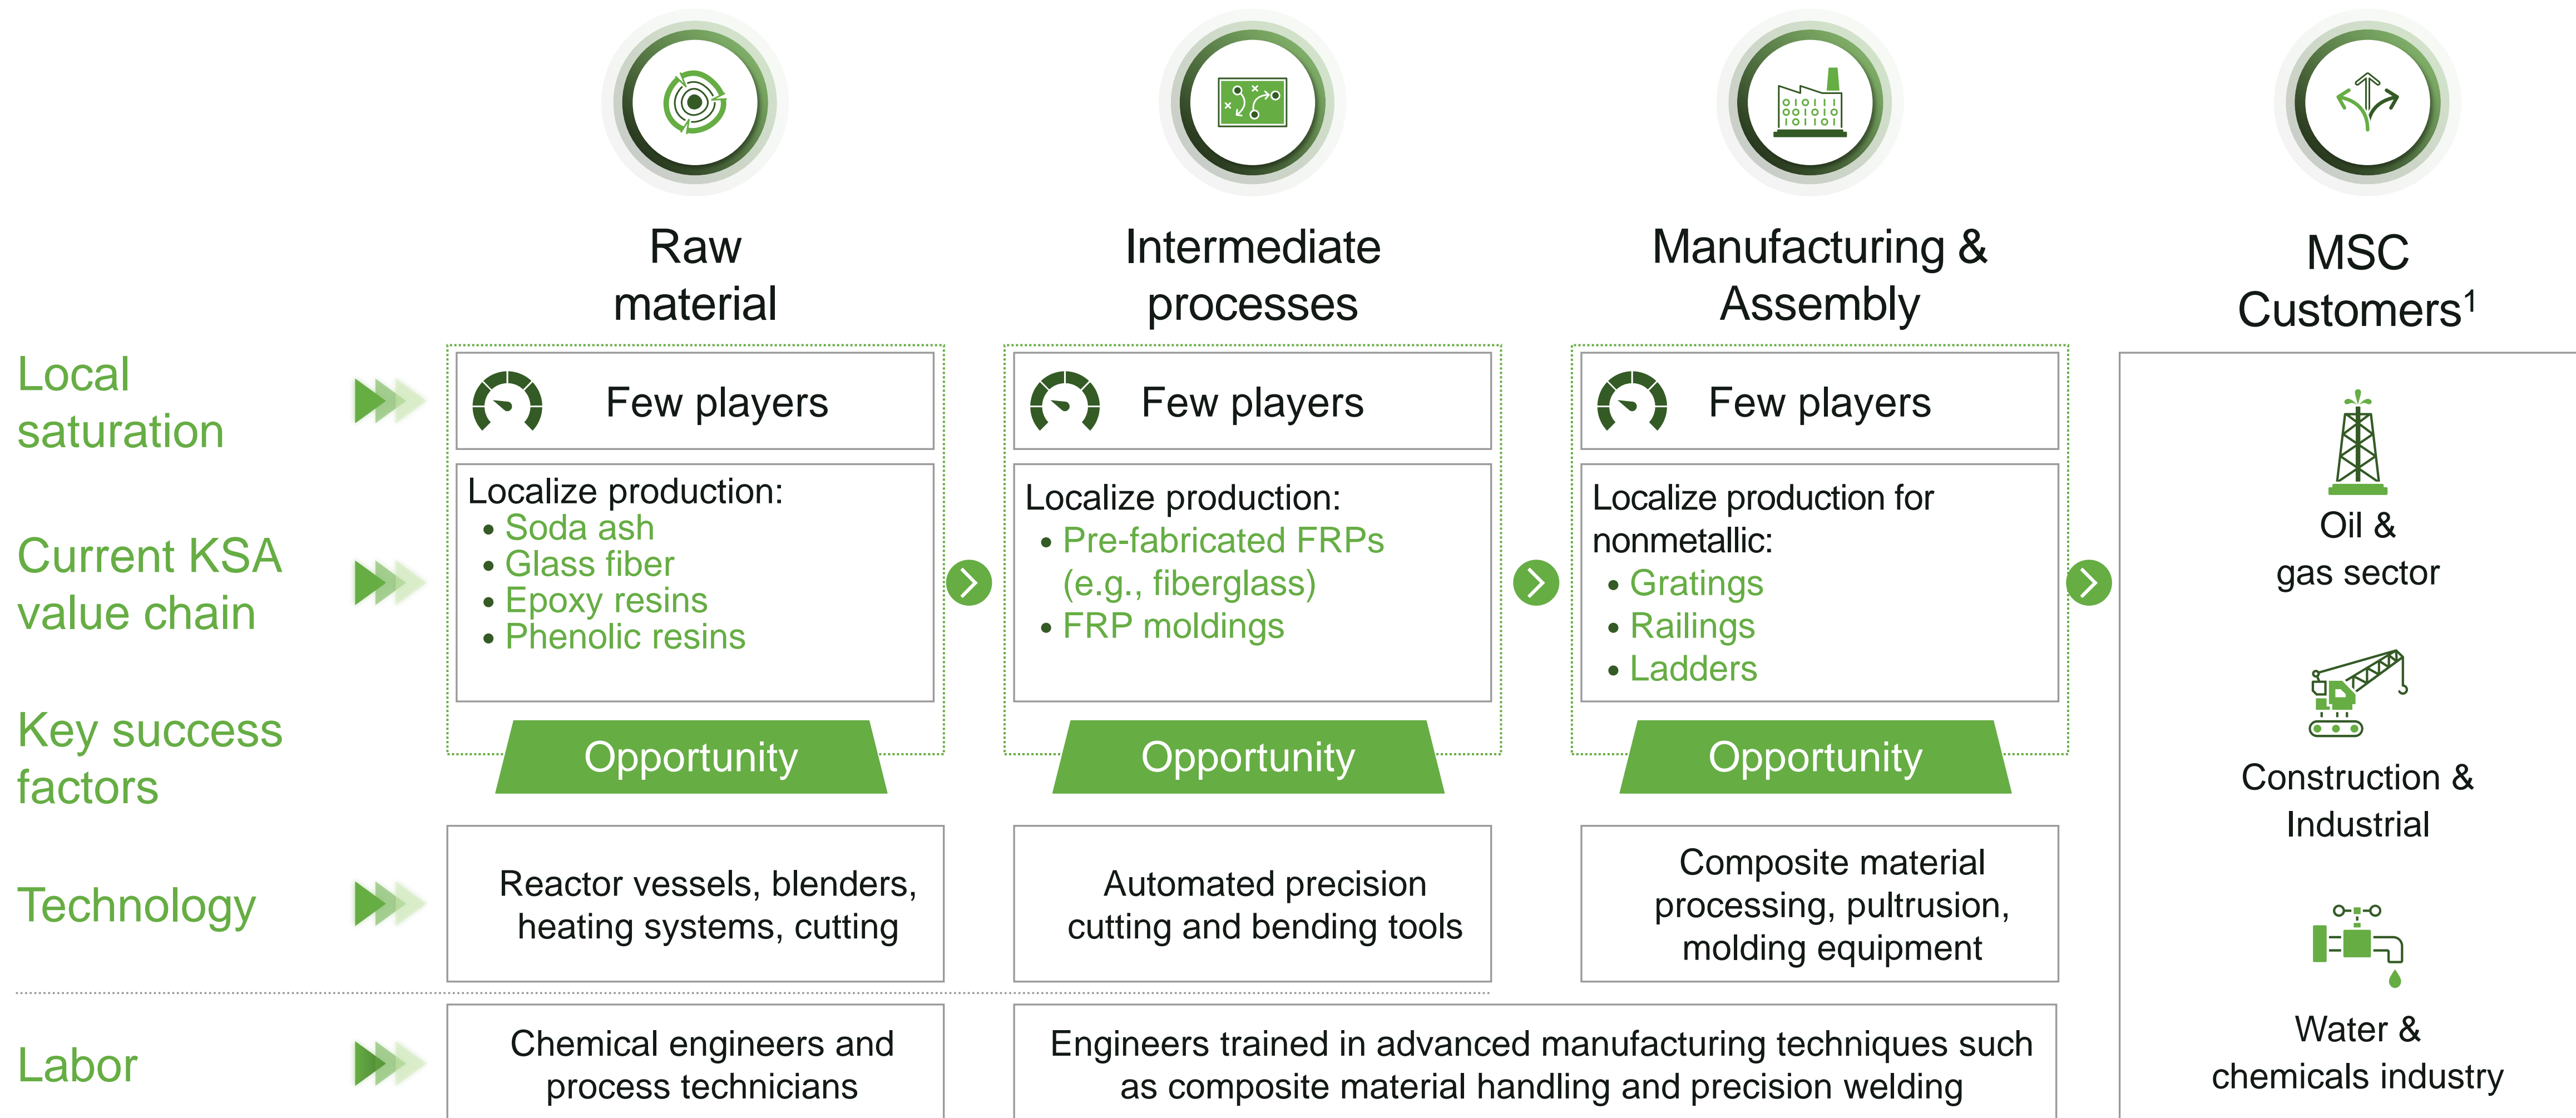 Raw
material
Intermediate
processes
Manufacturing &
Assembly
MSC
Customers¹
Local
saturation
Few players
Few players
Few players
Current KSA
value chain
Localize production:
• Soda ash
• Glass fiber
• Epoxy resins
• Phenolic resins
Localize production:
• Pre-fabricated FRPs
(e.g., fiberglass)
• FRP moldings
Localize production for
nonmetallic:
• Gratings
• Railings
• Ladders
Oil &
gas sector
Key success
factors
Opportunity
Opportunity
Opportunity
Construction &
Industrial
Technology
Reactor vessels, blenders,
heating systems, cutting
Automated precision
cutting and bending tools
Composite material
processing, pultrusion,
molding equipment
Labor
Chemical engineers and
process technicians
Engineers trained in advanced manufacturing techniques such
as composite material handling and precision welding
Water &
chemicals industry